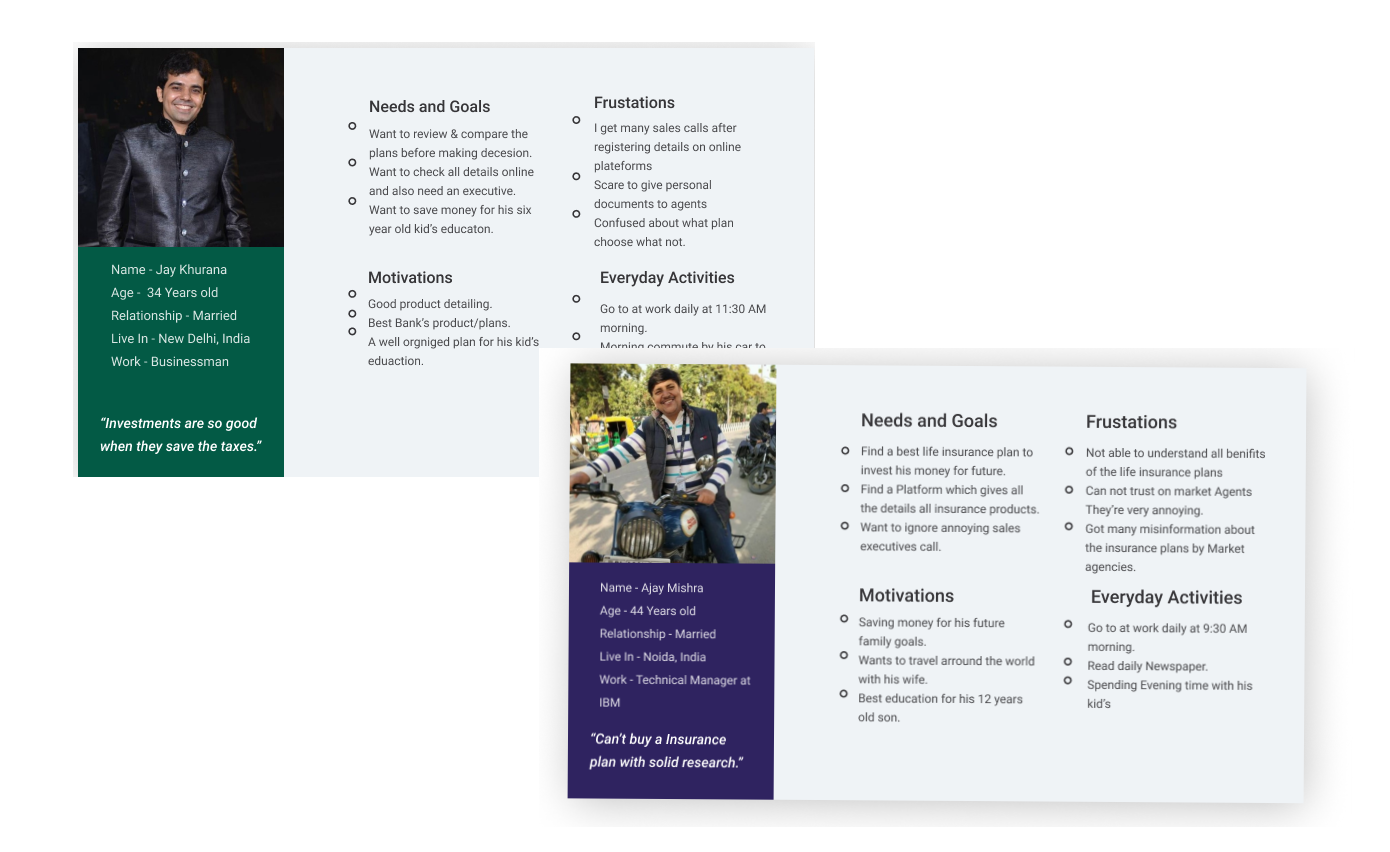 Name - Jay Khurana
Age -  34 Years old
Relationship - Married
Live In - New Delhi, India
Work - Businessman
“Investments are so good
when they save the taxes.”
Needs and Goals
Want to review & compare the
plans before making decesion.
Want to check all details online
and also need an executive.
Want to save money for his six
year old kid’s educaton.
Motivations
Good product detailing.
Best Bank’s product/plans.
A well orgniged plan for his kid’s
eduaction.
Frustations
I get many sales calls after
registering details on online
plateforms
Scare to give personal
documents to agents
Confused about what plan
choose what not.
Everyday Activities
Go to at work daily at 11:30 AM
morning.
Morning commute by his car to
Name - Ajay Mishra
Age - 44 Years old
Relationship - Married
Live In - Noida, India
Work - Technical Manager at
IBM
“Can’t buy a Insurance
plan with solid research.”
Needs and Goals
Find a best life insurance plan to
invest his money for future.
Find a Platform which gives all
the details all insurance products.
Want to ignore annoying sales
executives call.
Motivations
Saving money for his future
family goals.
Wants to travel arround the world
with his wife.
Best education for his 12 years
old son.
Frustations
Not able to understand all benifits
of the life insurance plans
Can not trust on market Agents
They’re very annoying.
Got many misinformation about
the insurance plans by Market
agencies.
Everyday Activities
Go to at work daily at 9:30 AM
morning.
Read daily Newspaper.
Spending Evening time with his
kid’s